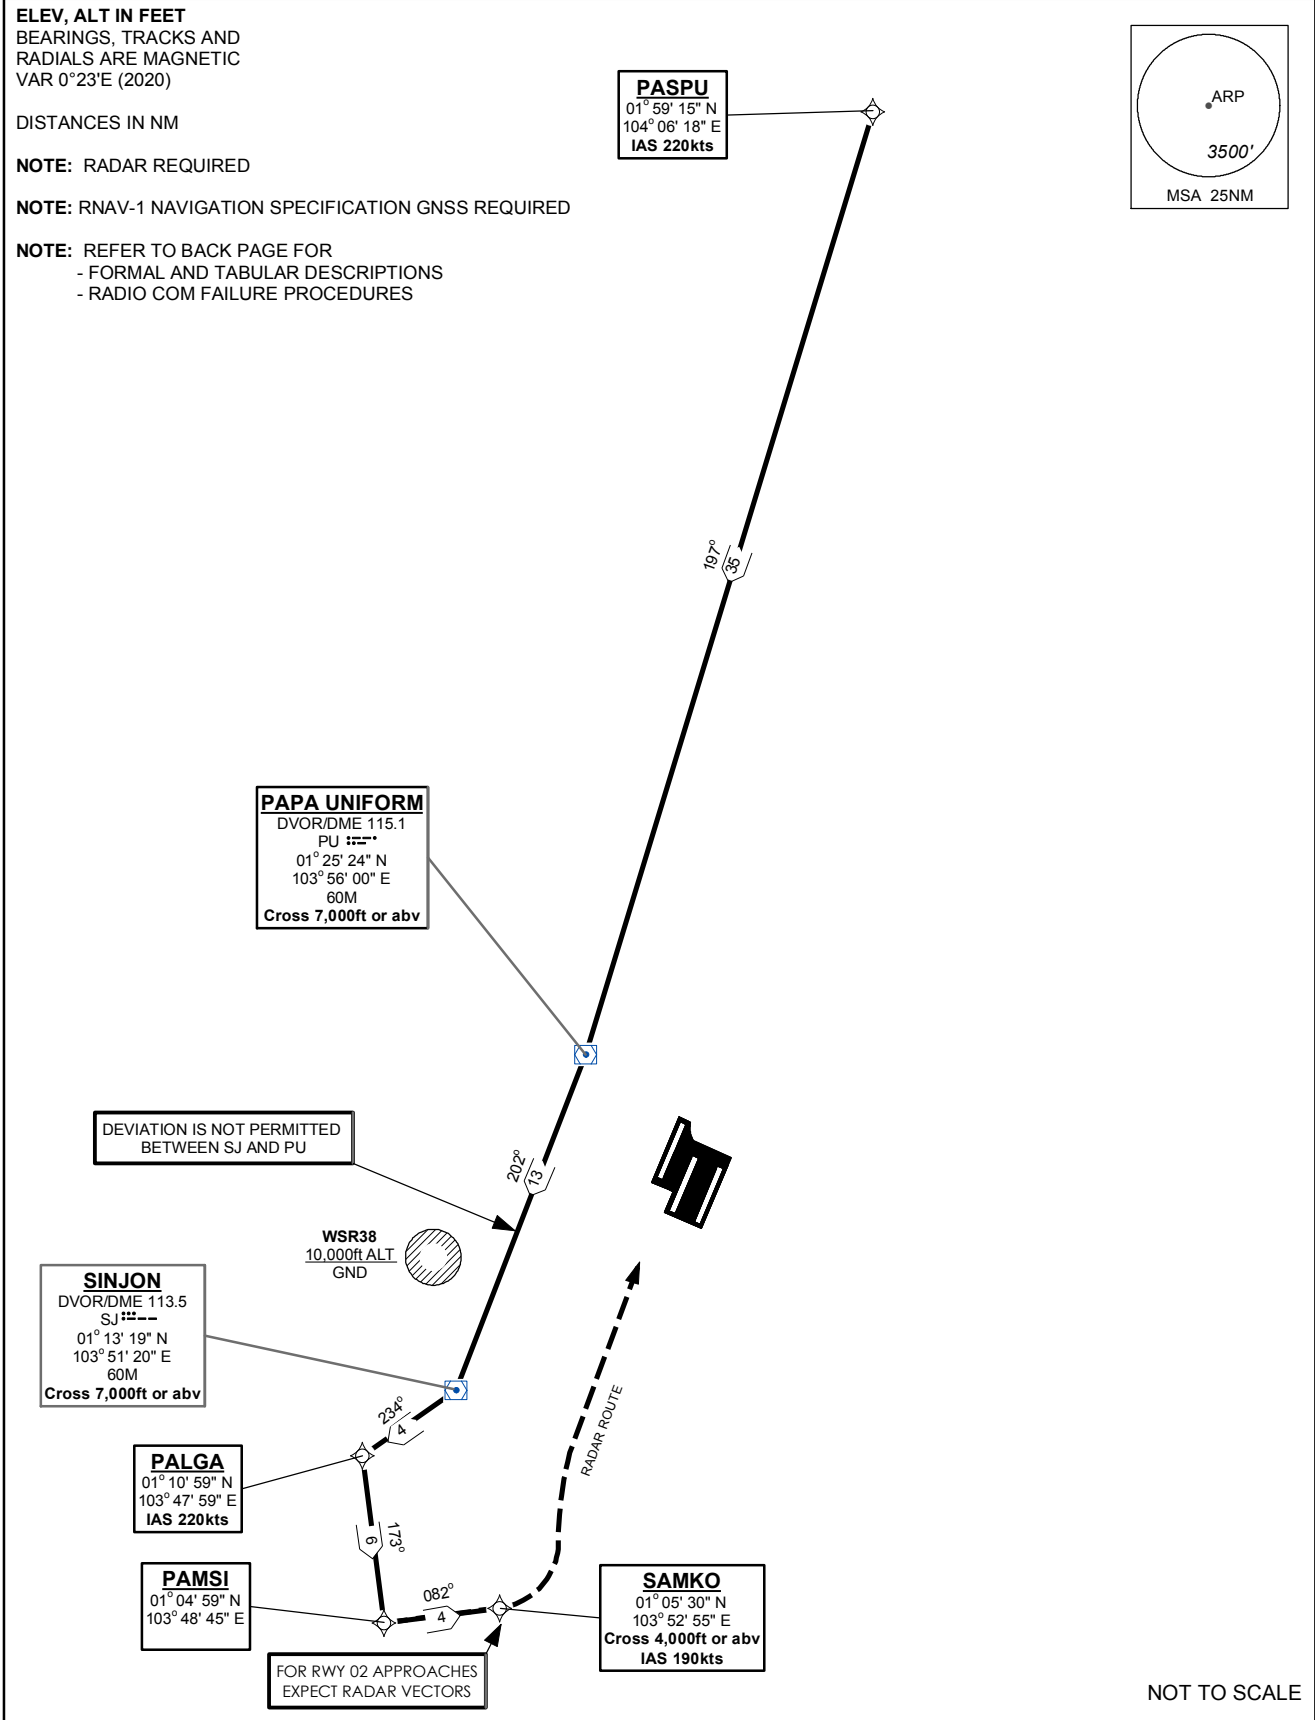 ELEV, ALT IN FEET
BEARINGS, TRACKS AND
RADIALS ARE MAGNETIC
VAR 0°23'E (2020)
DISTANCES IN NM
NOTE: RADAR REQUIRED
NOTE: RNAV-1 NAVIGATION SPECIFICATION GNSS REQUIRED
NOTE: REFER TO BACK PAGE FOR
- FORMAL AND TABULAR DESCRIPTIONS
- RADIO COM FAILURE PROCEDURES
PASPU
01° 59' 15" N
104° 06' 18" E
IAS 220kts
ARP
3500'
MSA 25NM
197°
35
PAPA UNIFORM
DVOR/DME 115.1
PU
01° 25' 24" N
103° 56' 00" E
60M
Cross 7,000ft or abv
DEVIATION IS NOT PERMITTED
BETWEEN SJ AND PU
202°
13
WSR38
10,000ft ALT
GND
SINJON
DVOR/DME 113.5
SJ
01° 13' 19" N
103° 51' 20" E
60M
Cross 7,000ft or abv
234°
4
RADAR ROUTE
PALGA
01° 10' 59" N
103° 47' 59" E
IAS 220kts
173°
6
PAMSI
01° 04' 59" N
103° 48' 45" E
082°
4
SAMKO
01° 05' 30" N
103° 52' 55" E
Cross 4,000ft or abv
IAS 190kts
FOR RWY 02 APPROACHES
EXPECT RADAR VECTORS
NOT TO SCALE